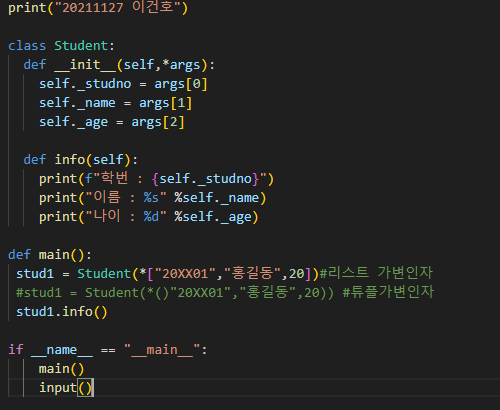 print("20211127 이건호")
class Student:
def __init__(self,*args):
self._studno = args[0]
self._name = args[1]
self._age = args[2]
def info(self):
print(f"학번 : {self._studno}")
print("이름 : %s" %self._name)
print("나이 : %d" %self._age)
def main():
stud1 = Student(*["20XX01","홍길동",20])#리스트 가변인자
#stud1 = Student(*()"20XX01","홍길동",20)) #튜플가변인자
stud1.info()
if __name__ == "__main__":
main()
input()